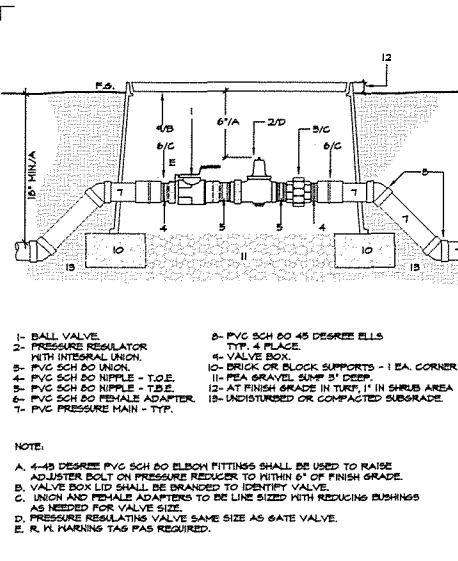 12
F.G.
1
9/B
6"/A
2/D
3/C
6/C
6/C
E
18" MIN/A
8
7
7
7
4
5
5
4
10
11
10
13
13
1- BALL VALVE.
2- PRESSURE REGULATOR
WITH INTEGRAL UNION.
3- PVC SCH 80 UNION.
4- PVC SCH 80 NIPPLE - T.O.E.
5- PVC SCH 80 NIPPLE - T.B.E.
6- PVC SCH 80 FEMALE ADAPTER.
7- PVC PRESSURE MAIN - TYP.
8- PVC SCH 80 45 DEGREE ELLS
TYP. 4 PLACE.
9- VALVE BOX.
10- BRICK OR BLOCK SUPPORTS - 1 EA. CORNER
11- PEA GRAVEL SUMP 3" DEEP.
12- AT FINISH GRADE IN TURF, 1" IN SHRUB AREA
13- UNDISTURBED OR COMPACTED SUBGRADE.
NOTE:
A. 4-45 DEGREE PVC SCH 80 ELBOW FITTINGS SHALL BE USED TO RAISE
ADJUSTER BOLT ON PRESSURE REDUCER TO WITHIN 6" OF FINISH GRADE.
B. VALVE BOX LID SHALL BE BRANDED TO IDENTIFY VALVE.
C. UNION AND FEMALE ADAPTERS TO BE LINE SIZED WITH REDUCING BUSHINGS
AS NEEDED FOR VALVE SIZE.
D. PRESSURE REGULATING VALVE SAME SIZE AS GATE VALVE.
E. R. W. WARNING TAG PAS REQUIRED.